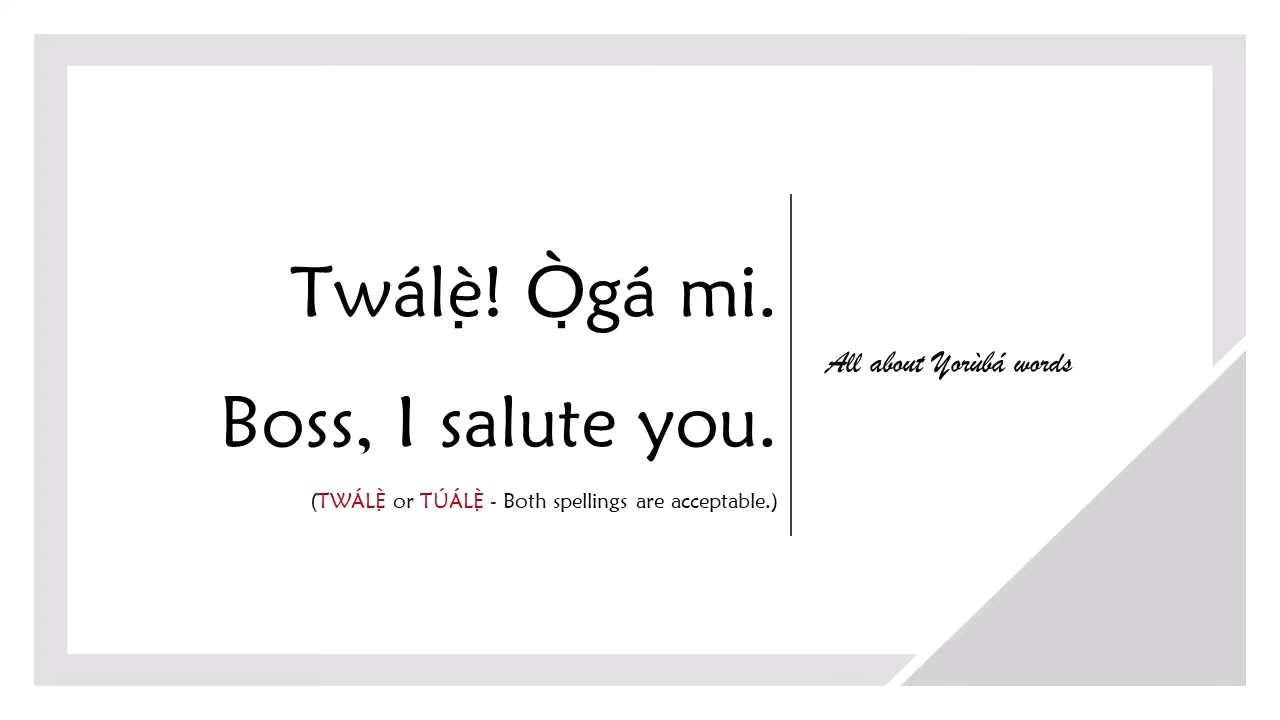 Twálẹ̀! Ọ̀gá mi.
Boss, I salute you.
(TWÁLẸ̀ or TÚÁLẸ̀ - Both spellings are acceptable.)
All about Yorùbá words